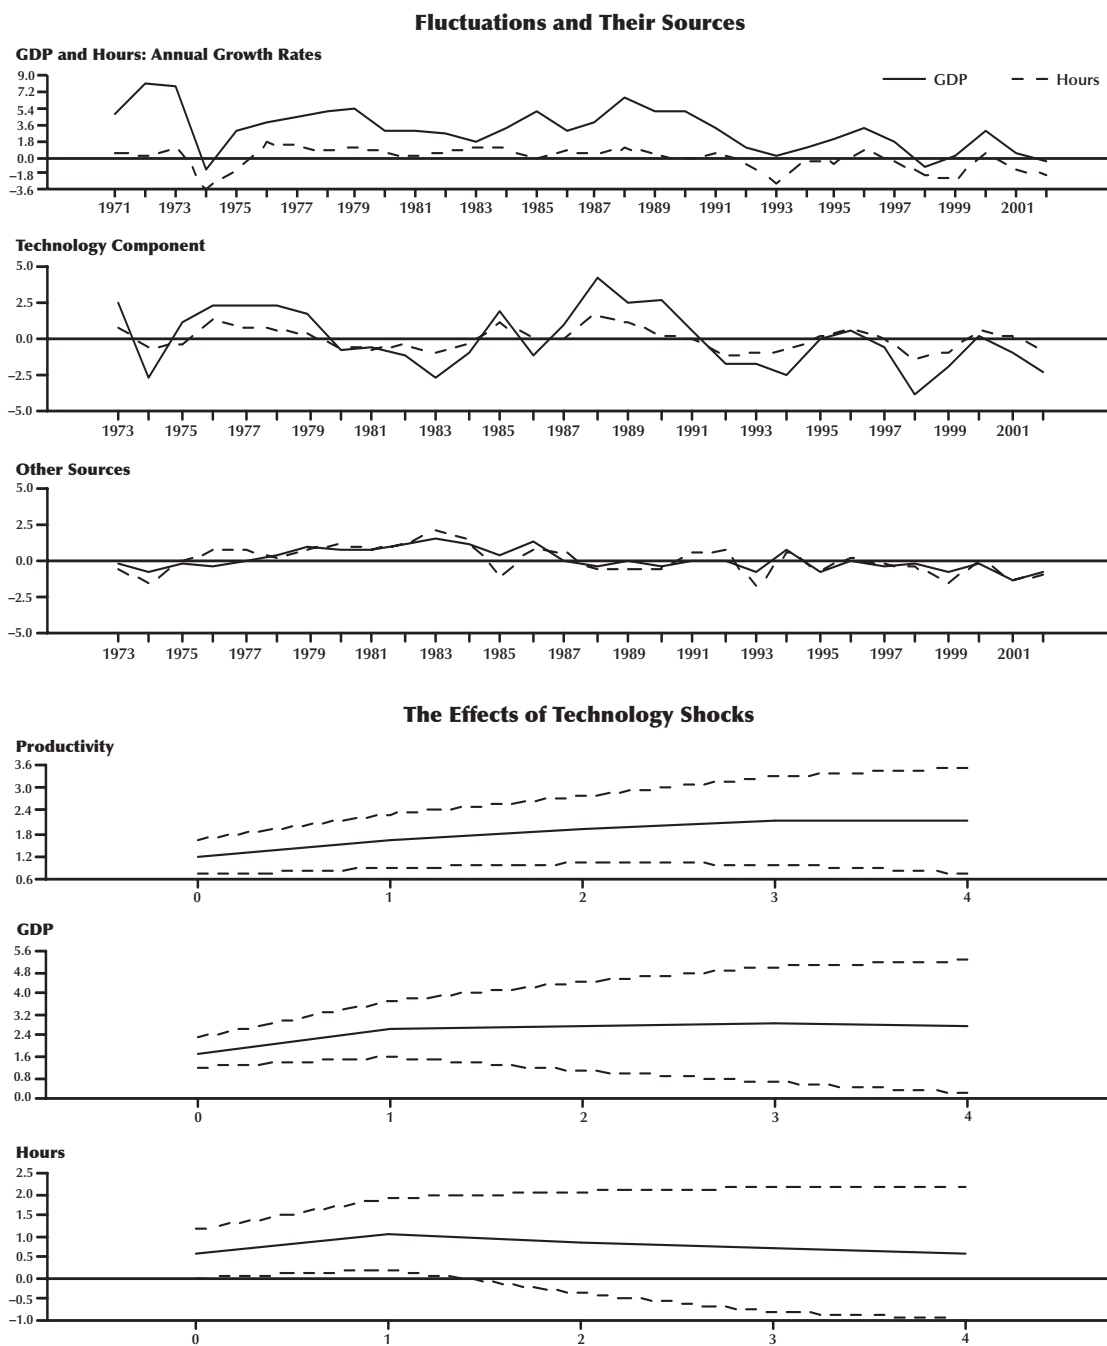 Fluctuations and Their Sources
GDP and Hours: Annual Growth Rates
GDP Hours
9.0
7.2
5.4
3.6
1.8
0.0
–1.8
–3.6
1971 1973 1975 1977 1979 1981 1983 1985 1987 1989 1991 1993 1995 1997 1999 2001
Technology Component
5.0
2.5
0.0
–2.5
–5.0
1973 1975 1977 1979 1981 1983 1985 1987 1989 1991 1993 1995 1997 1999 2001
Other Sources
5.0
2.5
0.0
–2.5
–5.0
1973 1975 1977 1979 1981 1983 1985 1987 1989 1991 1993 1995 1997 1999 2001
The Effects of Technology Shocks
Productivity
3.6
3.0
2.4
1.8
1.2
0.6
0 1 2 3 4
GDP
5.6
4.8
4.0
3.2
2.4
1.6
0.8
0.0
0 1 2 3 4
Hours
2.5
2.0
1.5
1.0
0.5
0.0
–0.5
–1.0
0 1 2 3 4